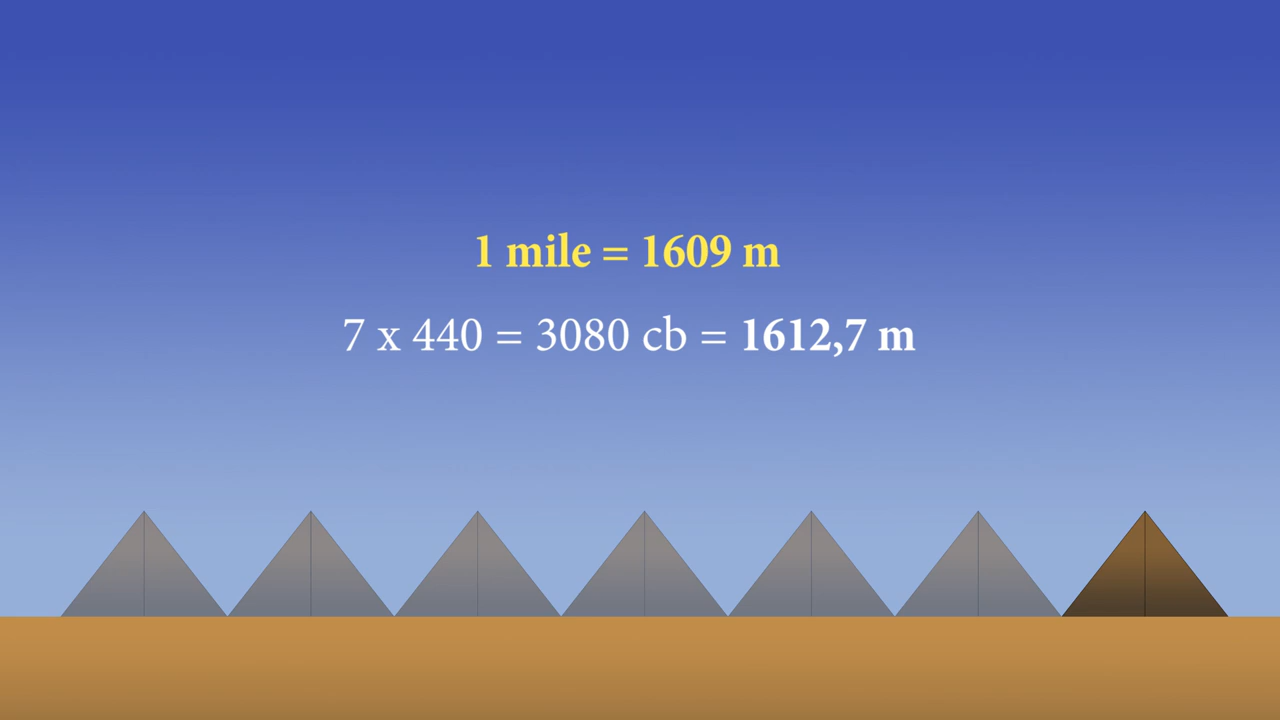 1 mile = 1609 m
7 x 440 = 3080 cb = 1612,7 m